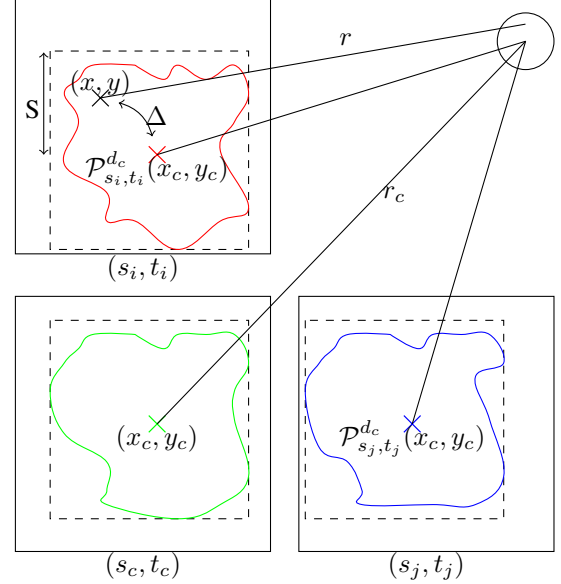 r
(x, y)
S
Δ
𝒫^{d_c}_{s_i,t_i}(x_c, y_c)
r_c
(s_i, t_i)
(x_c, y_c)
𝒫^{d_c}_{s_j,t_j}(x_c, y_c)
(s_c, t_c)
(s_j, t_j)